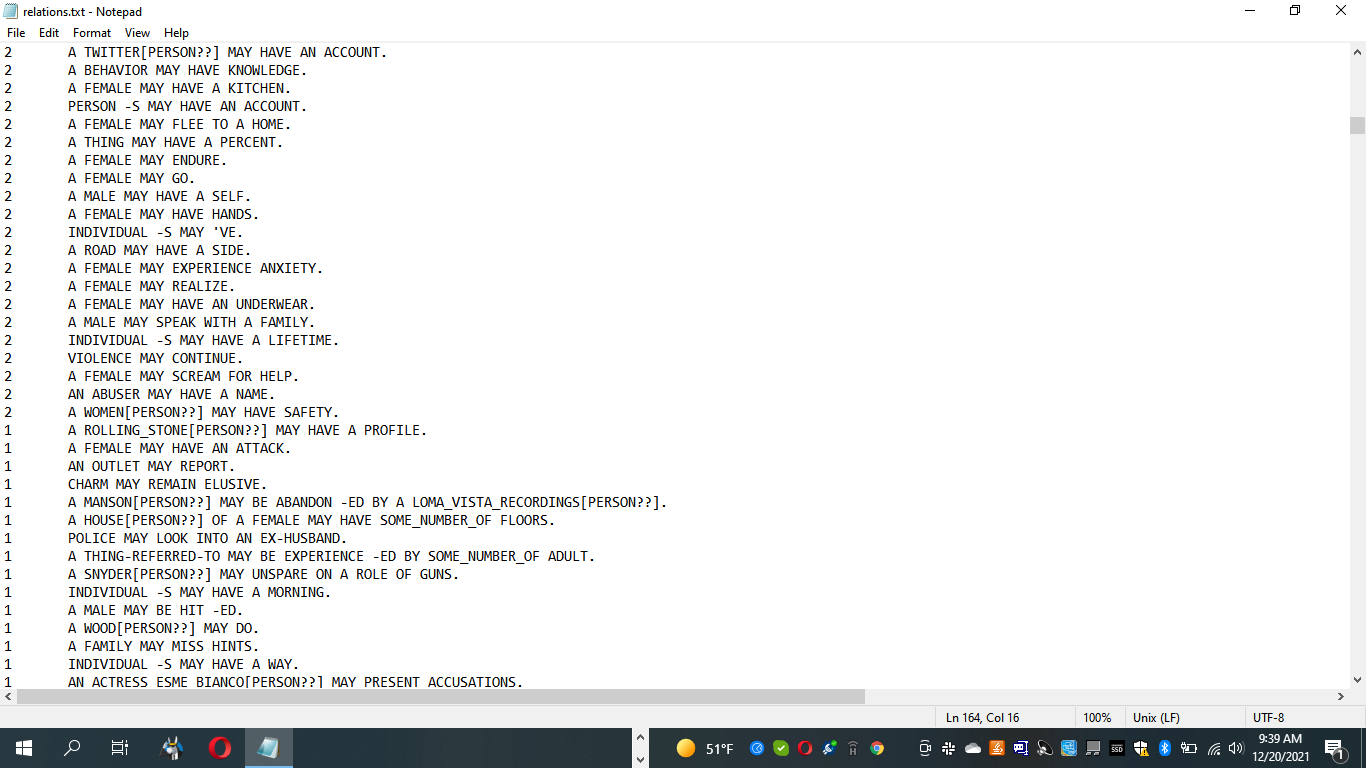 relations.txt - Notepad
File Edit Format View Help
2 A TWITTER[PERSON??] MAY HAVE AN ACCOUNT.
2 A BEHAVIOR MAY HAVE KNOWLEDGE.
2 A FEMALE MAY HAVE A KITCHEN.
2 PERSON -S MAY HAVE AN ACCOUNT.
2 A FEMALE MAY FLEE TO A HOME.
2 A THING MAY HAVE A PERCENT.
2 A FEMALE MAY ENDURE.
2 A FEMALE MAY GO.
2 A MALE MAY HAVE A SELF.
2 A FEMALE MAY HAVE HANDS.
2 INDIVIDUAL -S MAY 'VE.
2 A ROAD MAY HAVE A SIDE.
2 A FEMALE MAY EXPERIENCE ANXIETY.
2 A FEMALE MAY REALIZE.
2 A FEMALE MAY HAVE AN UNDERWEAR.
2 A MALE MAY SPEAK WITH A FAMILY.
2 INDIVIDUAL -S MAY HAVE A LIFETIME.
2 VIOLENCE MAY CONTINUE.
2 A FEMALE MAY SCREAM FOR HELP.
2 AN ABUSER MAY HAVE A NAME.
2 A WOMEN[PERSON??] MAY HAVE SAFETY.
1 A ROLLING_STONE[PERSON??] MAY HAVE A PROFILE.
1 A FEMALE MAY HAVE AN ATTACK.
1 AN OUTLET MAY REPORT.
1 CHARM MAY REMAIN ELUSIVE.
1 A MANSON[PERSON??] MAY BE ABANDON -ED BY A LOMA_VISTA_RECORDINGS[PERSON??].
1 A HOUSE[PERSON??] OF A FEMALE MAY HAVE SOME_NUMBER_OF FLOORS.
1 POLICE MAY LOOK INTO AN EX-HUSBAND.
1 A THING-REFERRED-TO MAY BE EXPERIENCE -ED BY SOME_NUMBER_OF ADULT.
1 A SNYDER[PERSON??] MAY UNSPARE ON A ROLE OF GUNS.
1 INDIVIDUAL -S MAY HAVE A MORNING.
1 A MALE MAY BE HIT -ED.
1 A WOOD[PERSON??] MAY DO.
1 A FAMILY MAY MISS HINTS.
1 INDIVIDUAL -S MAY HAVE A WAY.
1 AN ACTRESS ESME BIANCO[PERSON??] MAY PRESENT ACCUSATIONS.
Ln 164, Col 16 100% Unix (LF) UTF-8
51°F SSD 9:39 AM
12/20/2021 1